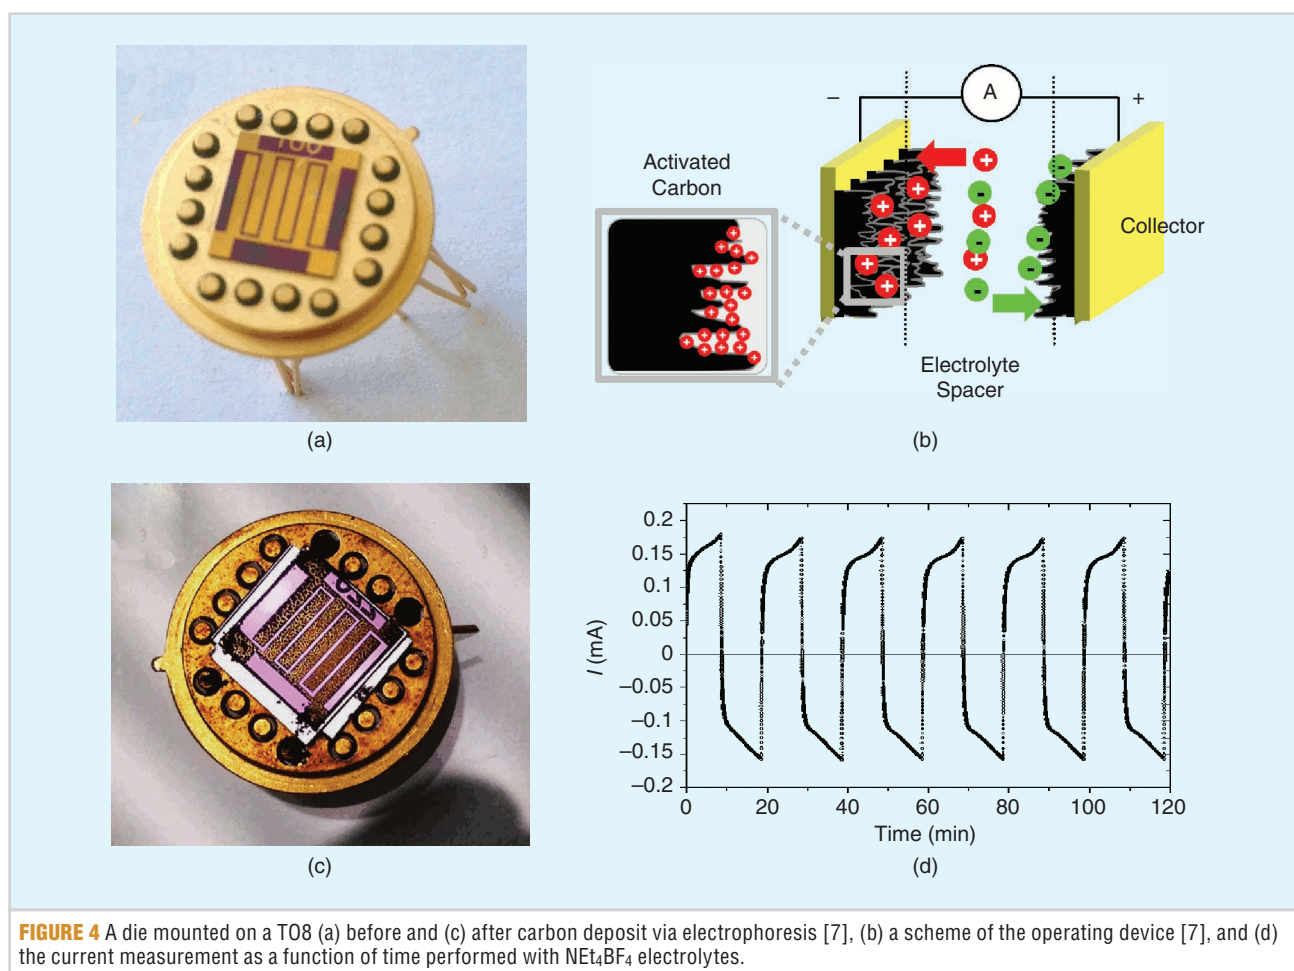 T00
(a)
A
–
+
Activated
Carbon
Collector
Electrolyte
Spacer
(b)
(c)
0.2
0.15
0.1
0.05
0
–0.05
–0.1
–0.15
–0.2
I (mA)
0 20 40 60 80 100 120
Time (min)
(d)
FIGURE 4 A die mounted on a TO8 (a) before and (c) after carbon deposit via electrophoresis [7], (b) a scheme of the operating device [7], and (d)
the current measurement as a function of time performed with NEt₄BF₄ electrolytes.